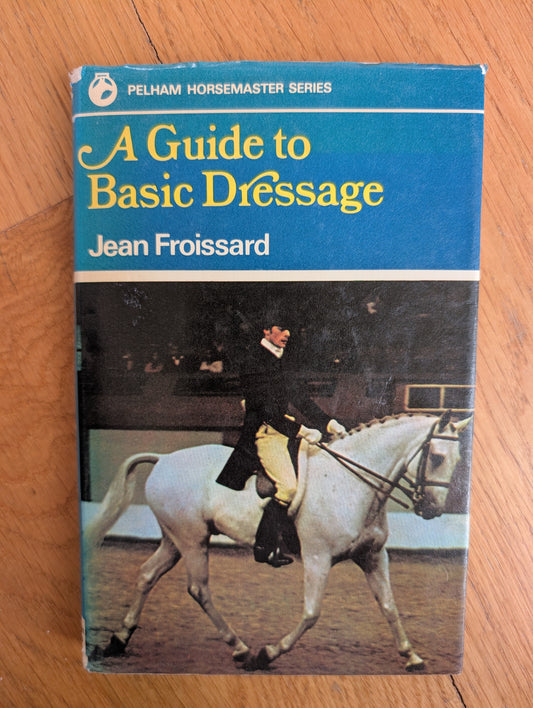 PELHAM HORSEMASTER SERIES
A Guide to
Basic Dressage
Jean Froissard